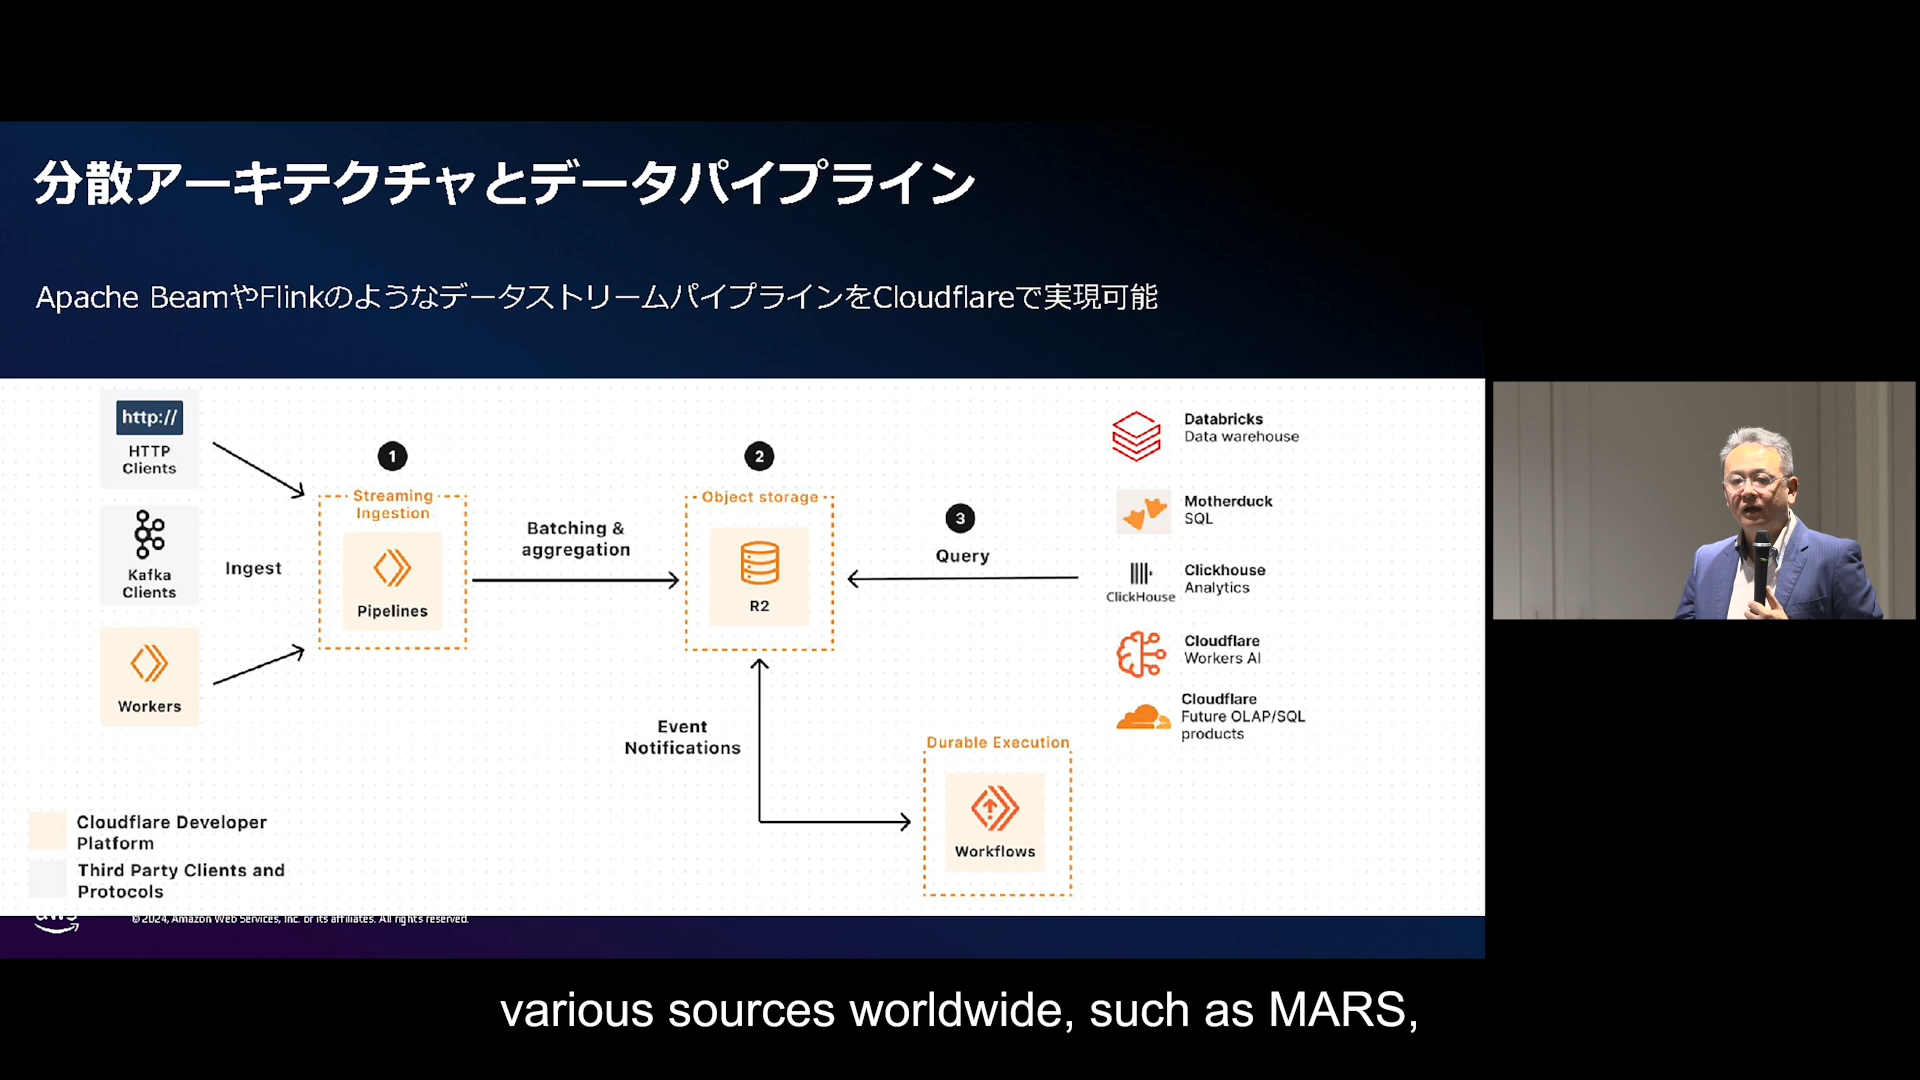 分散アーキテクチャとデータパイプライン
Apache BeamやFlinkのようなデータストリームパイプラインをCloudflareで実現可能
http://
HTTP
Clients
Kafka
Clients
Workers
Ingest
1
Streaming
Ingestion
Pipelines
Batching &
aggregation
2
Object storage
R2
3
Query
Event
Notifications
Durable Execution
Workflows
Databricks
Data warehouse
Motherduck
SQL
ClickHouse
Clickhouse
Analytics
Cloudflare
Workers AI
Cloudflare
Future OLAP/SQL
products
Cloudflare Developer
Platform
Third Party Clients and
Protocols
aws
© 2024, Amazon Web Services, Inc. or its affiliates. All rights reserved.
various sources worldwide, such as MARS,